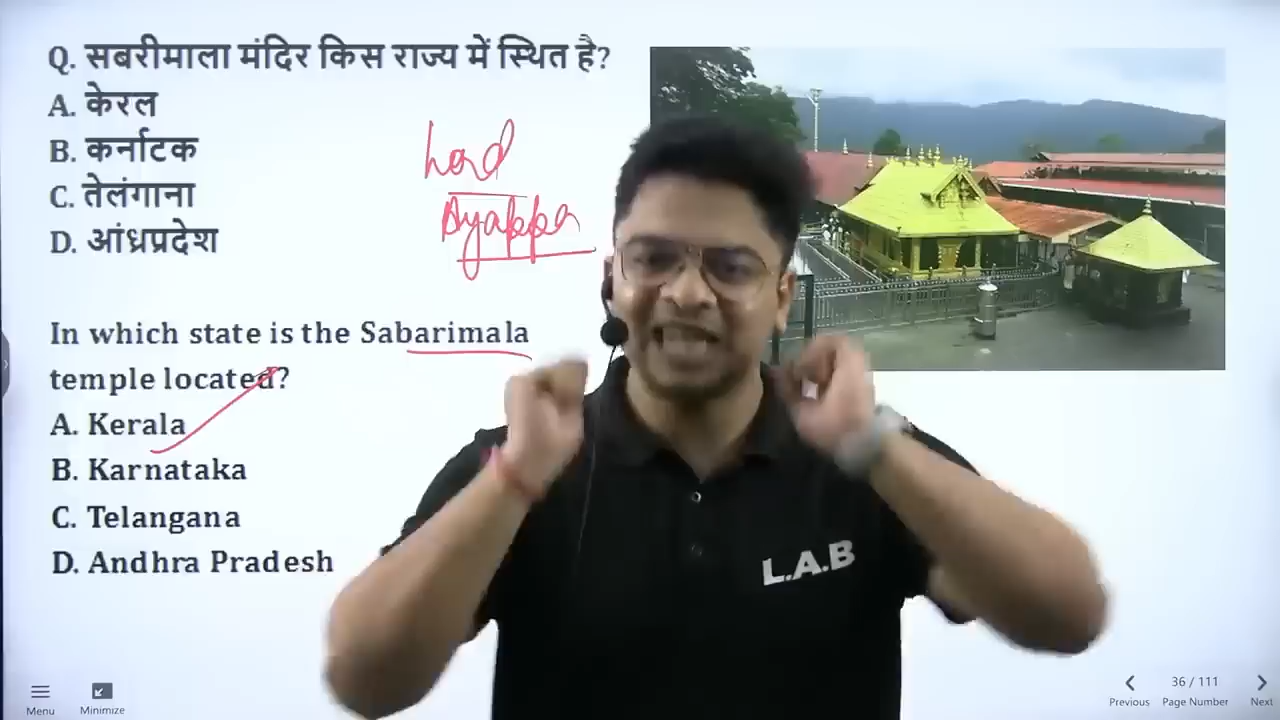 Q. सबरीमाला मंदिर किस राज्य में स्थित है?
A. केरल
B. कर्नाटक
C. तेलंगाना
D. आंध्रप्रदेश
Lord
Ayappa
In which state is the Sabarimala
temple located?
A. Kerala
B. Karnataka
C. Telangana
D. Andhra Pradesh
L.A.B
Menu
Minimize
Previous
36 / 111
Page Number
Next